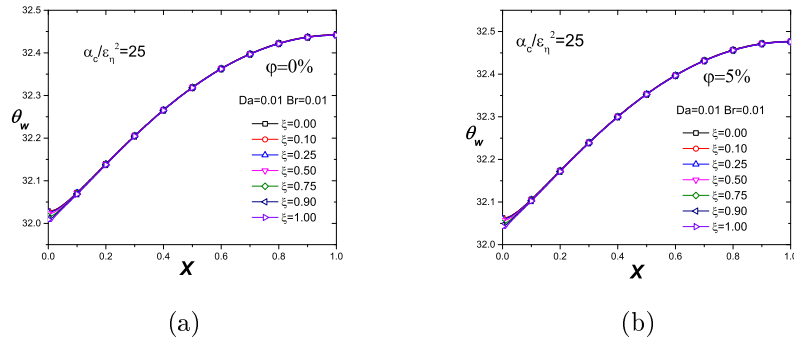 32.5
32.4
32.3
32.2
32.1
32.0
θw
α_c/ε_η²=25
φ=0%
Da=0.01 Br=0.01
ξ=0.00
ξ=0.10
ξ=0.25
ξ=0.50
ξ=0.75
ξ=0.90
ξ=1.00
0.0 0.2 0.4 0.6 0.8 1.0
X
(a)
32.5
32.4
32.3
32.2
32.1
32.0
θw
α_c/ε_η²=25
φ=5%
Da=0.01 Br=0.01
ξ=0.00
ξ=0.10
ξ=0.25
ξ=0.50
ξ=0.75
ξ=0.90
ξ=1.00
0.0 0.2 0.4 0.6 0.8 1.0
X
(b)